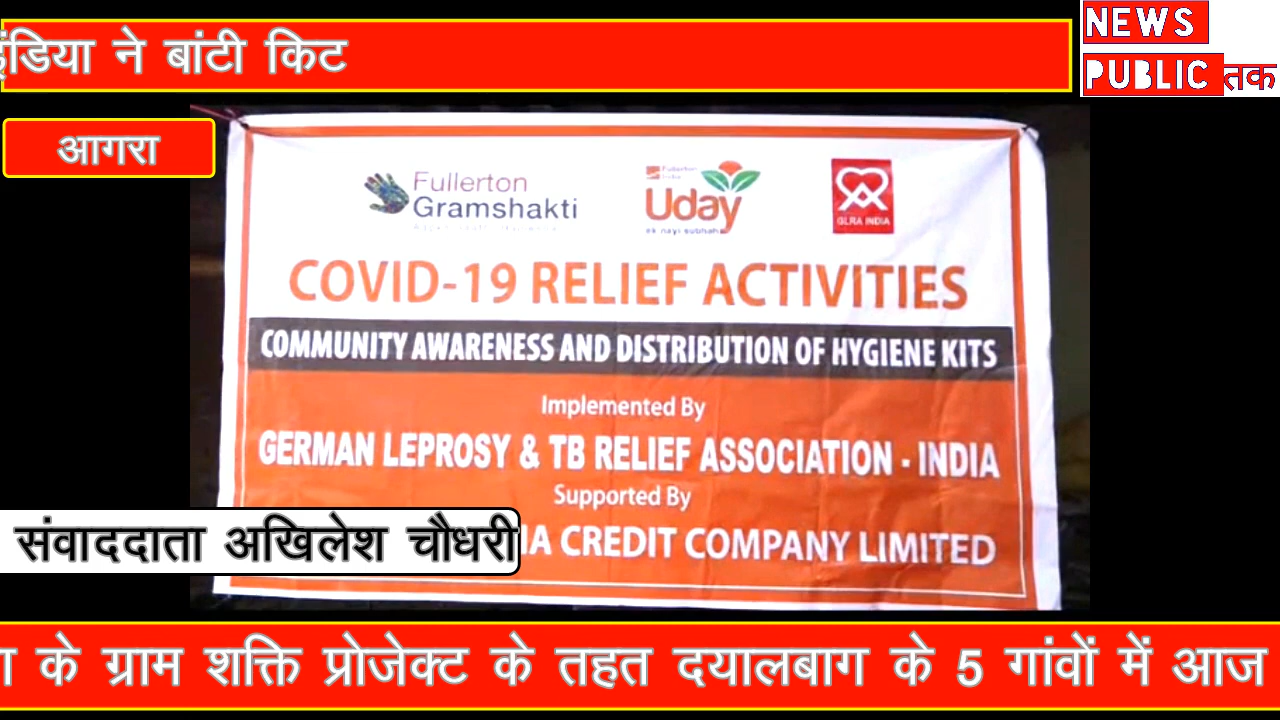 इंडिया ने बांटी किट
NEWS
PUBLIC तक
आगरा
Fullerton
Gramshakti
Fullerton
India
Uday
ek nayi subhah
GLRA INDIA
COVID-19 RELIEF ACTIVITIES
COMMUNITY AWARENESS AND DISTRIBUTION OF HYGIENE KITS
Implemented By
GERMAN LEPROSY & TB RELIEF ASSOCIATION - INDIA
Supported By
संवाददाता अखिलेश चौधरी
IA CREDIT COMPANY LIMITED
के ग्राम शक्ति प्रोजेक्ट के तहत दयालबाग के 5 गांवों में आज